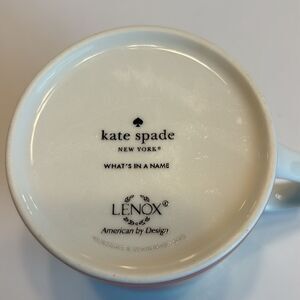 kate spade
NEW YORK
WHAT'S IN A NAME
LENOX®
American by Design